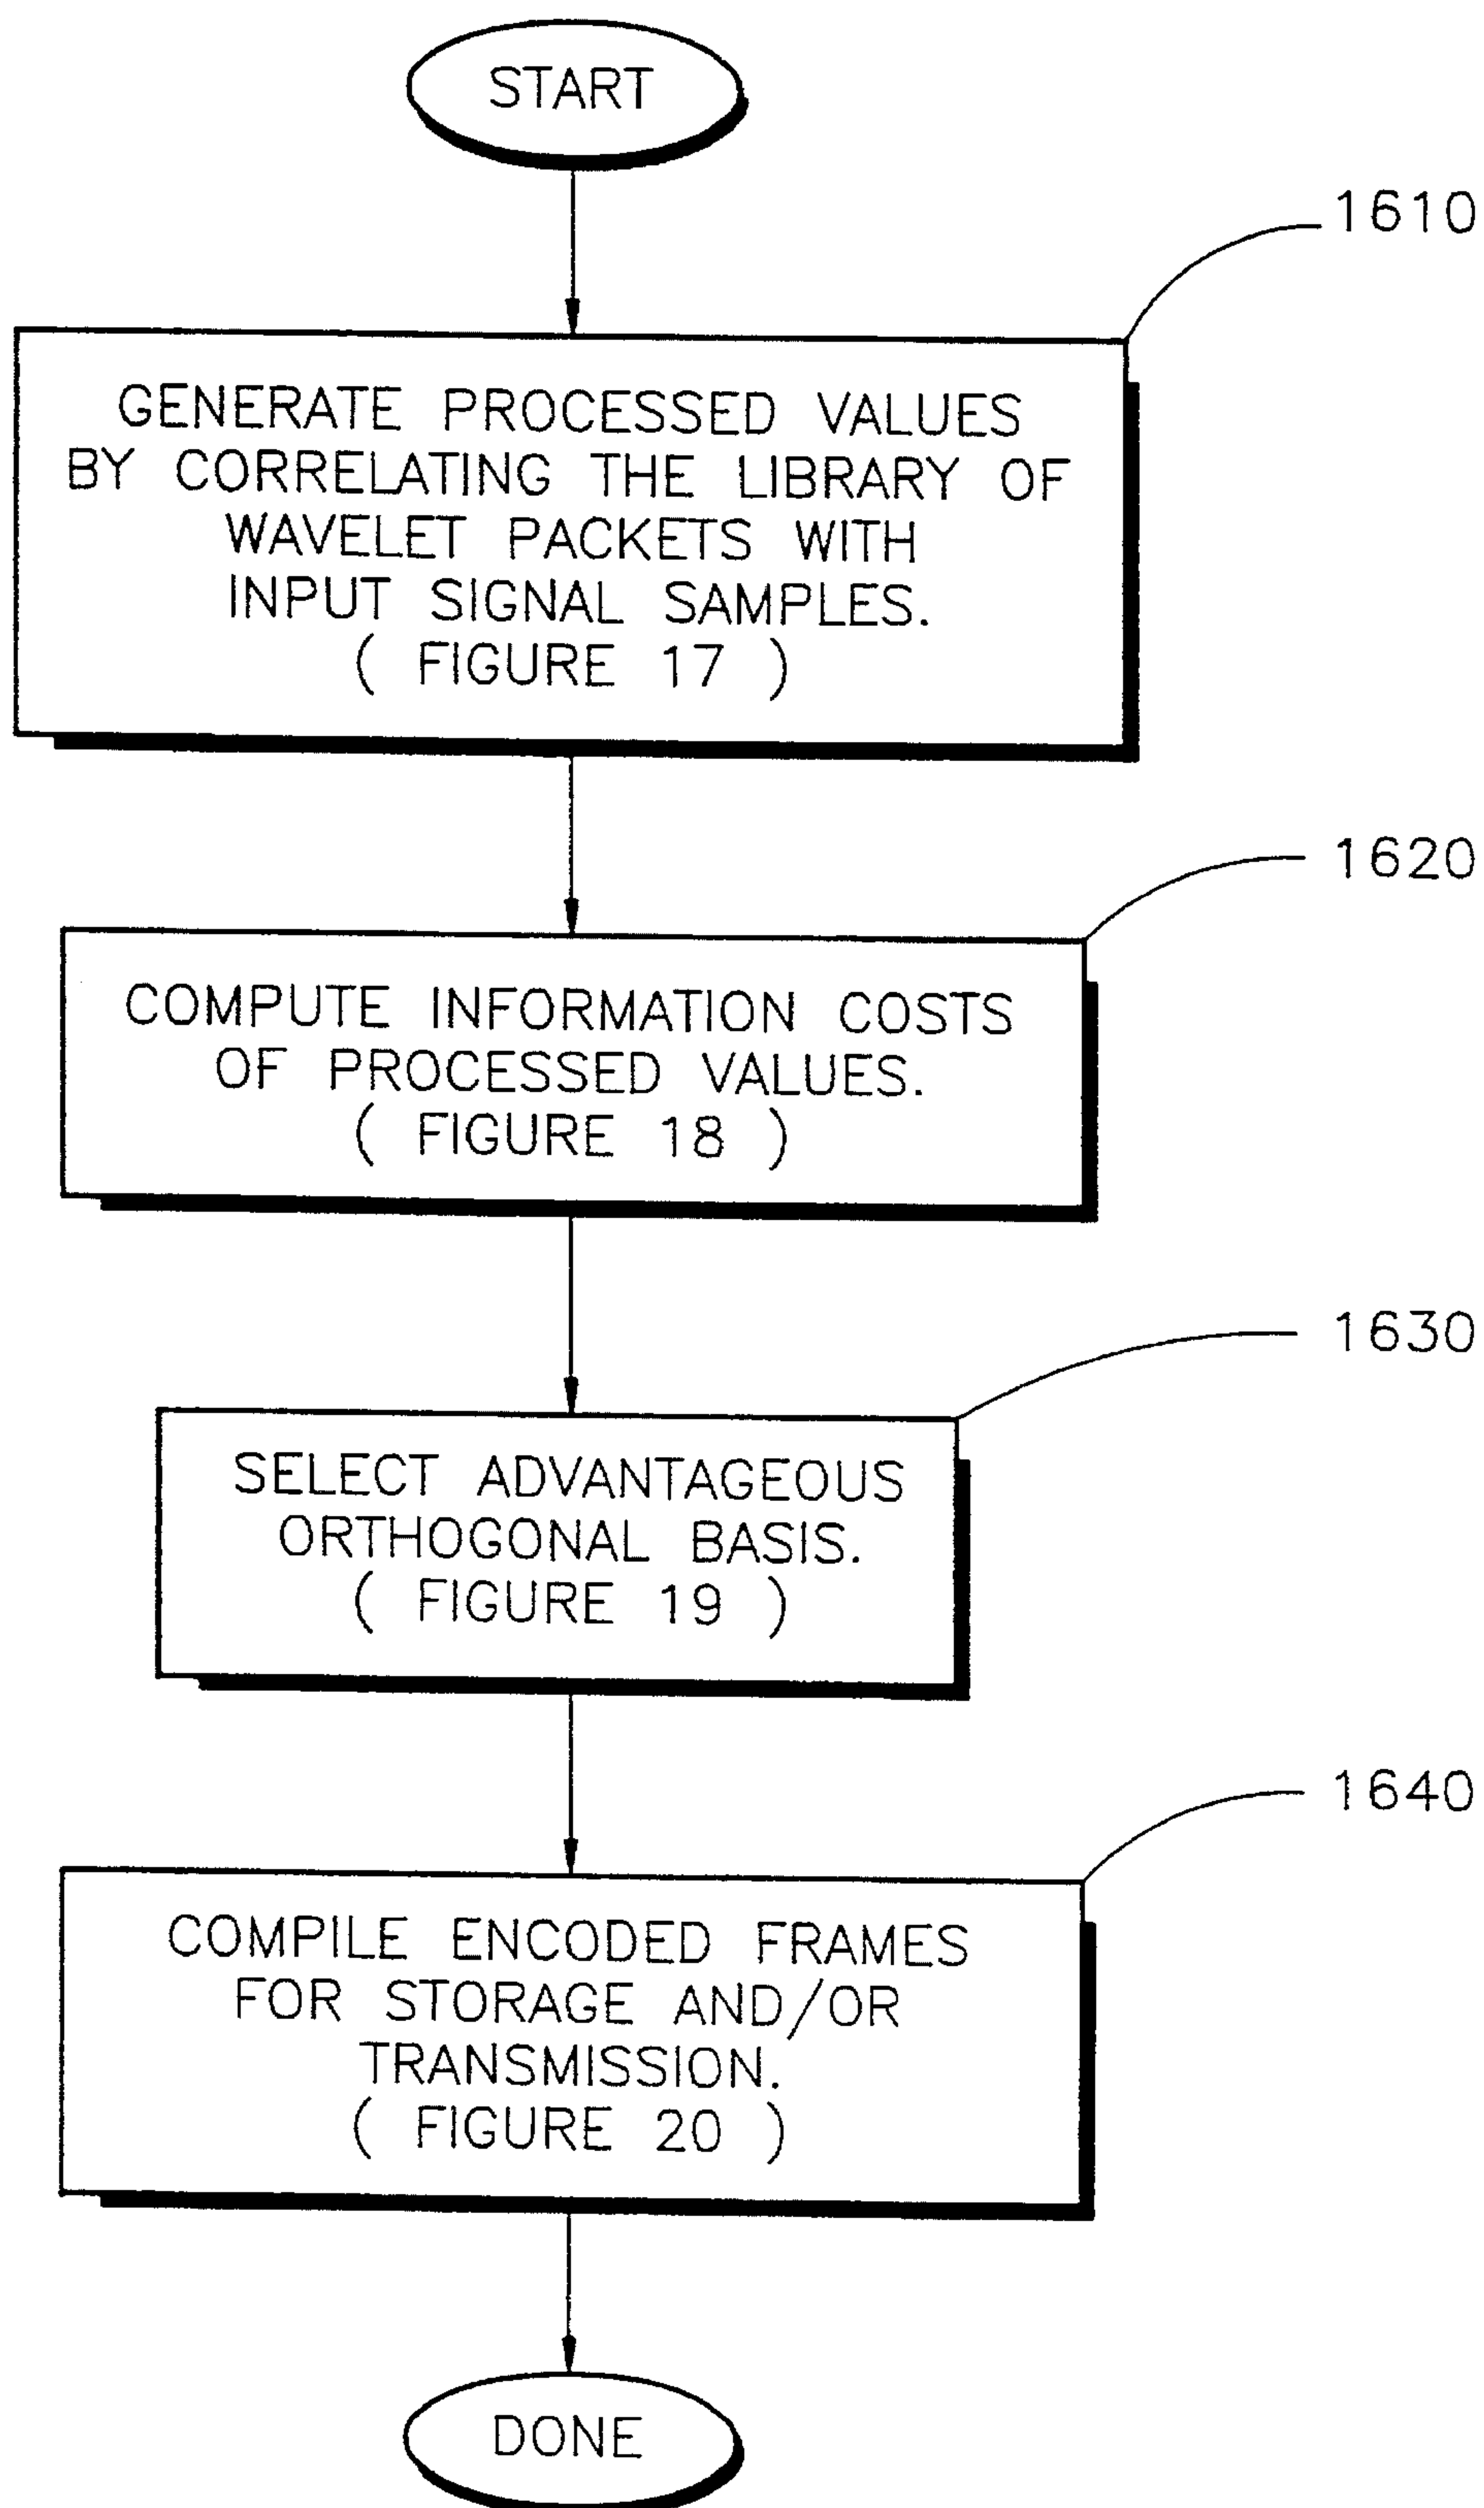 START
1610
GENERATE PROCESSED VALUES
BY CORRELATING THE LIBRARY OF
WAVELET PACKETS WITH
INPUT SIGNAL SAMPLES.
( FIGURE 17 )
1620
COMPUTE INFORMATION COSTS
OF PROCESSED VALUES.
( FIGURE 18 )
1630
SELECT ADVANTAGEOUS
ORTHOGONAL BASIS.
( FIGURE 19 )
1640
COMPILE ENCODED FRAMES
FOR STORAGE AND/OR
TRANSMISSION.
( FIGURE 20 )
DONE